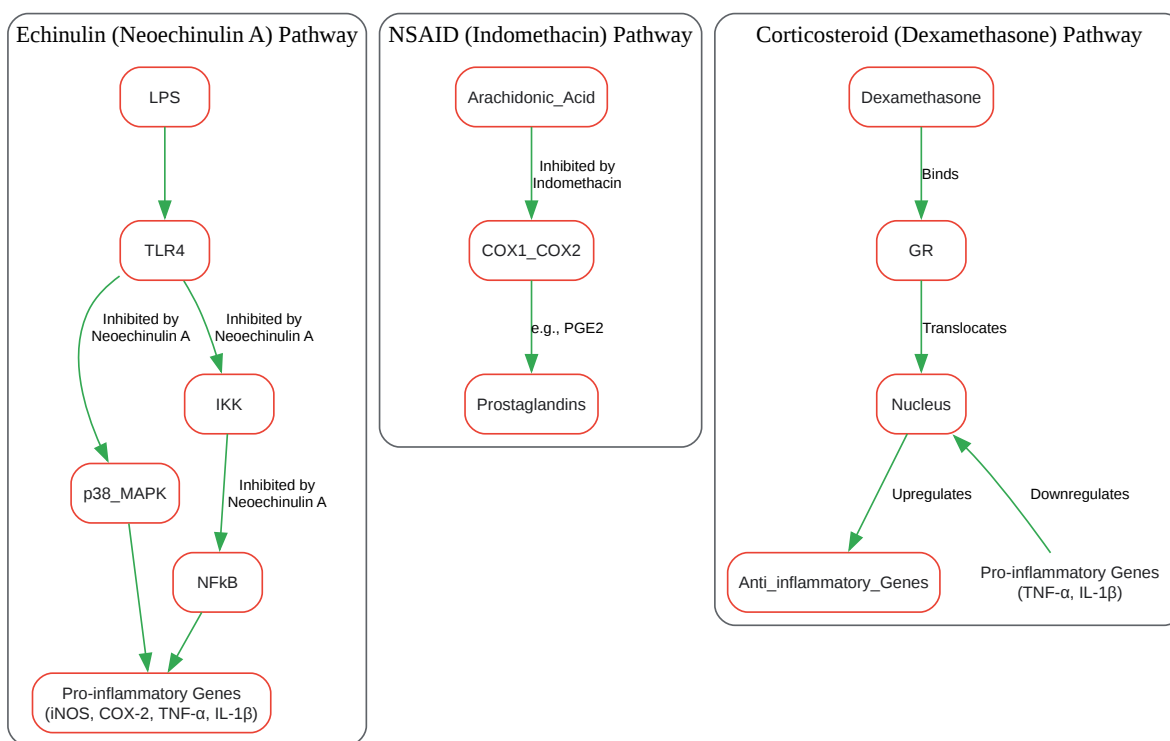 Echinulin (Neoechinulin A) Pathway
LPS
TLR4
Inhibited by
Neoechinulin A
Inhibited by
Neoechinulin A
IKK
p38_MAPK
Inhibited by
Neoechinulin A
NFkB
Pro-inflammatory Genes
(iNOS, COX-2, TNF-α, IL-1β)
NSAID (Indomethacin) Pathway
Arachidonic_Acid
Inhibited by
Indomethacin
COX1_COX2
e.g., PGE2
Prostaglandins
Corticosteroid (Dexamethasone) Pathway
Dexamethasone
Binds
GR
Translocates
Nucleus
Upregulates
Downregulates
Anti_inflammatory_Genes
Pro-inflammatory Genes
(TNF-α, IL-1β)